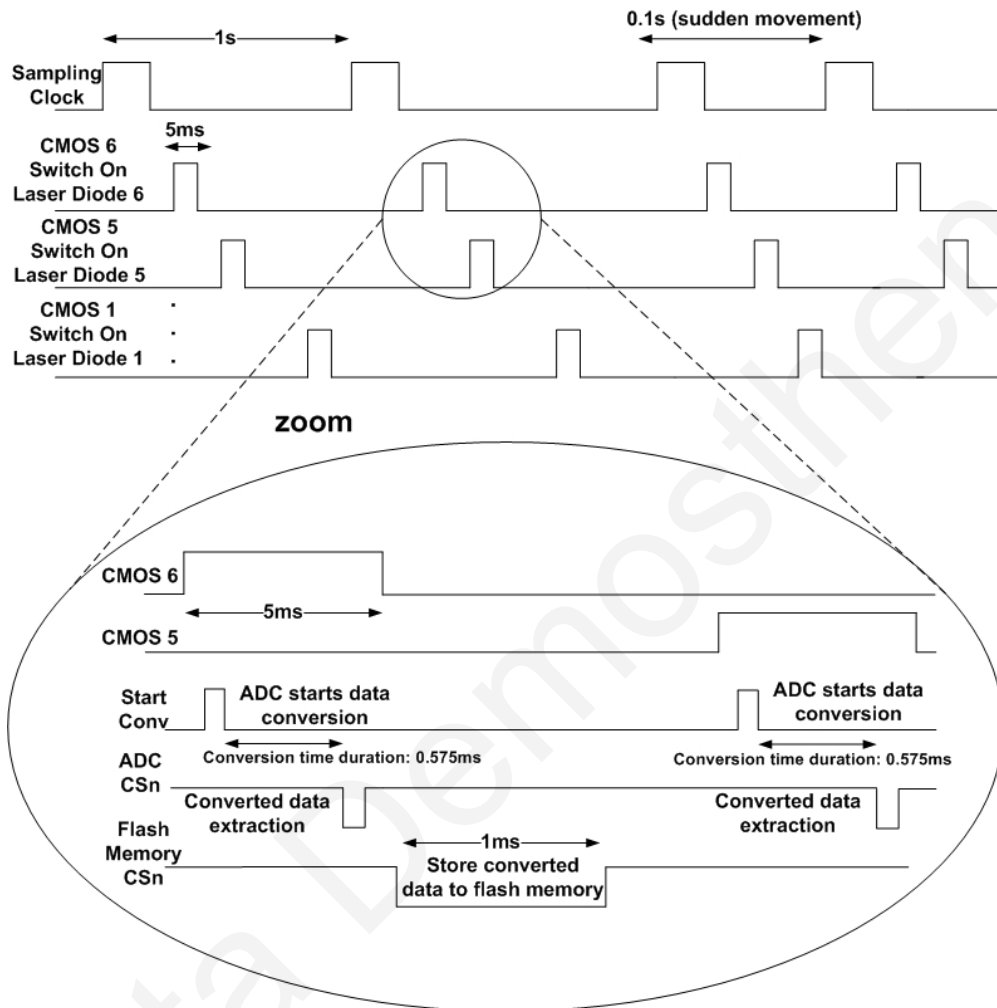 0.1s (sudden movement)
1s
Sampling
Clock
5ms
CMOS 6
Switch On
Laser Diode 6
CMOS 5
Switch On
Laser Diode 5
CMOS 1
Switch On
Laser Diode 1
zoom
CMOS 6
5ms
CMOS 5
Start
Conv
ADC starts data
conversion
ADC starts data
conversion
Conversion time duration: 0.575ms
Conversion time duration: 0.575ms
ADC
CSn
Converted data
extraction
Converted data
extraction
Flash
Memory
CSn
1ms
Store converted
data to flash memory